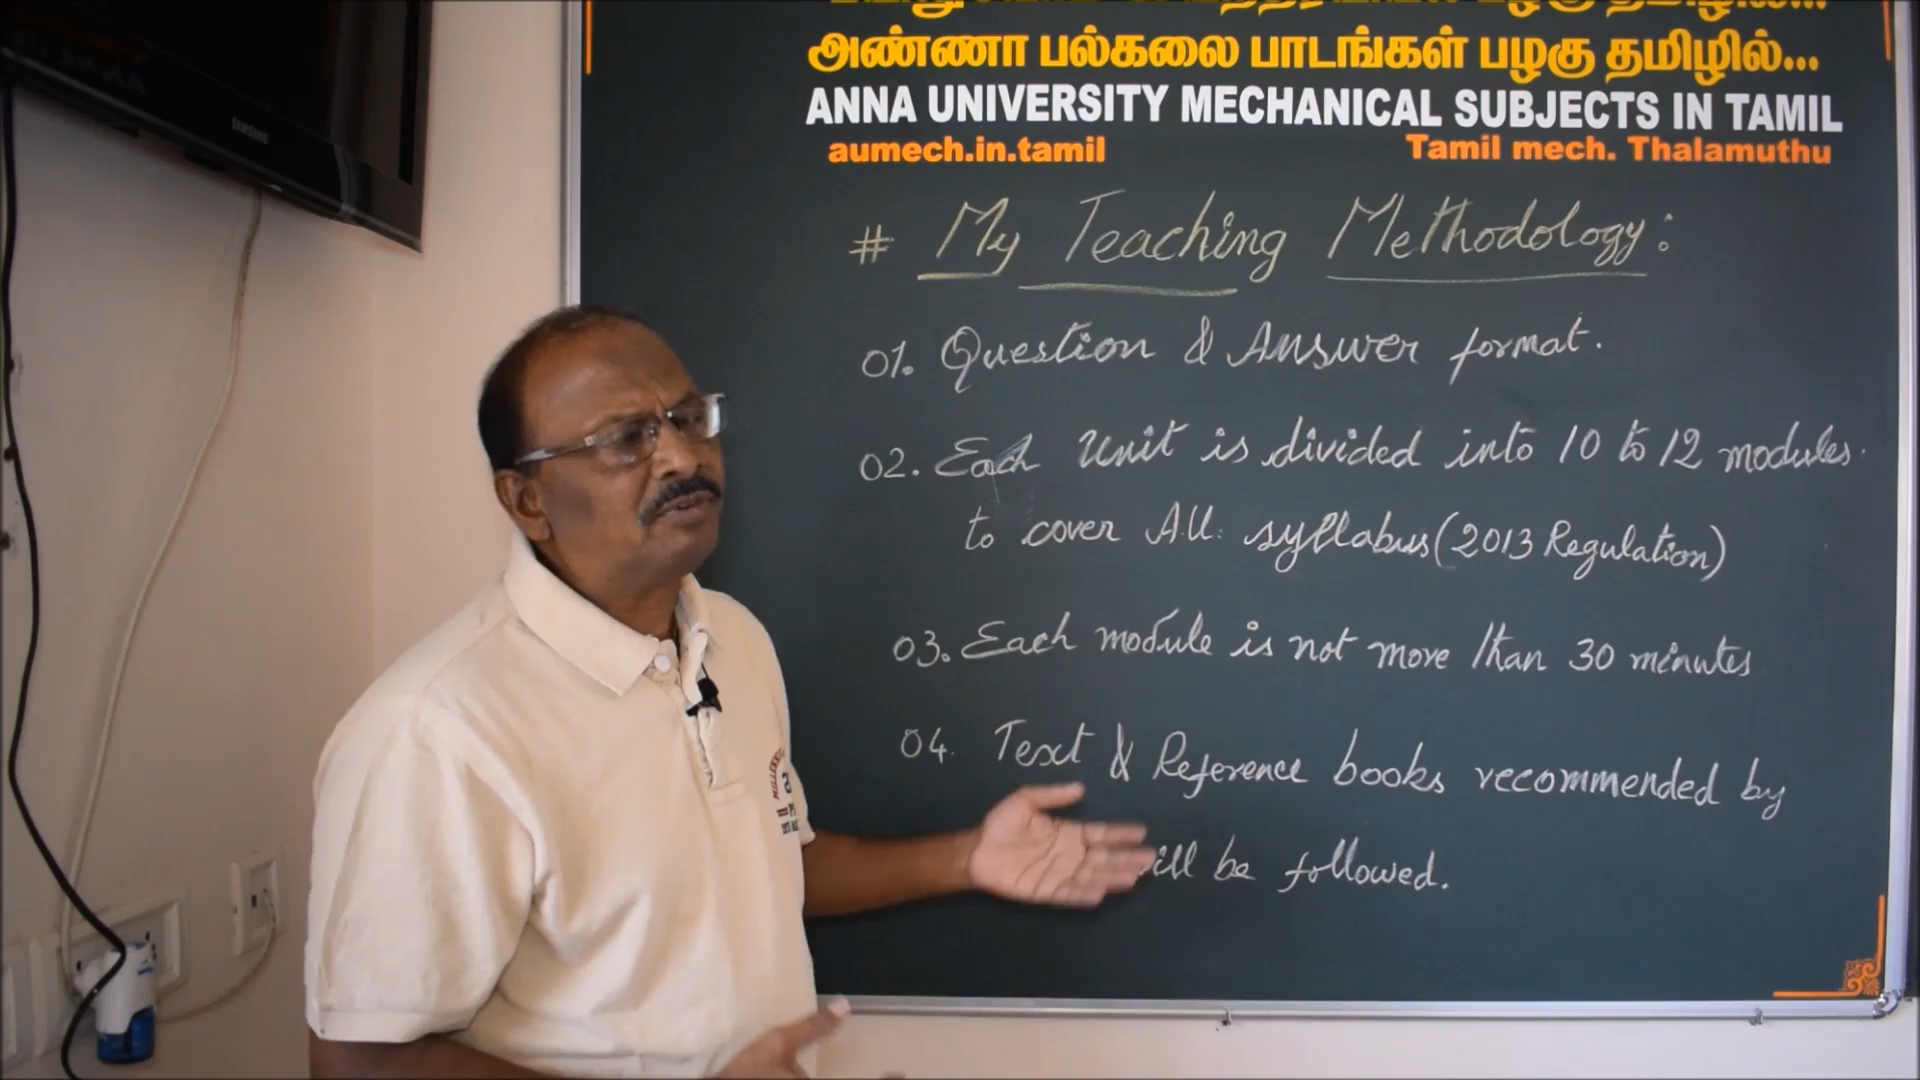 அண்ணா பல்கலை பாடங்கள் பழகு தமிழில்...
ANNA UNIVERSITY MECHANICAL SUBJECTS IN TAMIL
aumech.in.tamil Tamil mech. Thalamuthu
# My Teaching Methodology:
01. Question & Answer format.
02. Each Unit is divided into 10 to 12 modules.
to cover A.U. syllabus (2013 Regulation)
03. Each module is not more than 30 minutes
04. Text & Reference books recommended by
be followed.
SAMSUNG